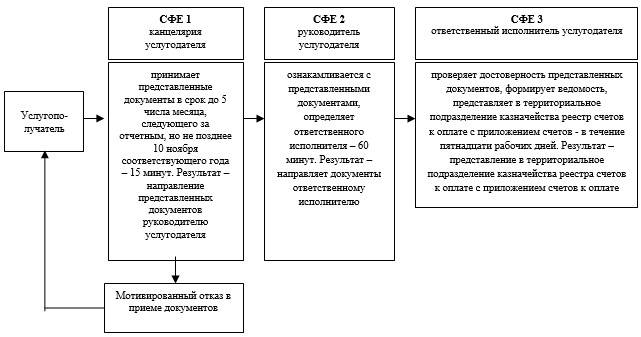 СФЕ 1
канцелярия
услугодателя
СФЕ 2
руководитель
услугодателя
СФЕ 3
ответственный исполнитель услугодателя
Услугопо-
лучатель
принимает
представленные
документы в срок до 5
числа месяца,
следующего за
отчетным, но не позднее
10 ноября
соответствующего года
– 15 минут. Результат –
направление
представленных
документов
руководителю
услугодателя
ознакамливается с
представленными
документами,
определяет
ответственного
исполнителя – 60
минут. Результат –
направляет документы
ответственному
исполнителю
проверяет достоверность представленных
документов, формирует ведомость,
представляет в территориальное
подразделение казначейства реестр счетов
к оплате с приложением счетов - в течение
пятнадцати рабочих дней. Результат –
представление в территориальное
подразделение казначейства реестра счетов
к оплате с приложением счетов к оплате
Мотивированный отказ в
приеме документов